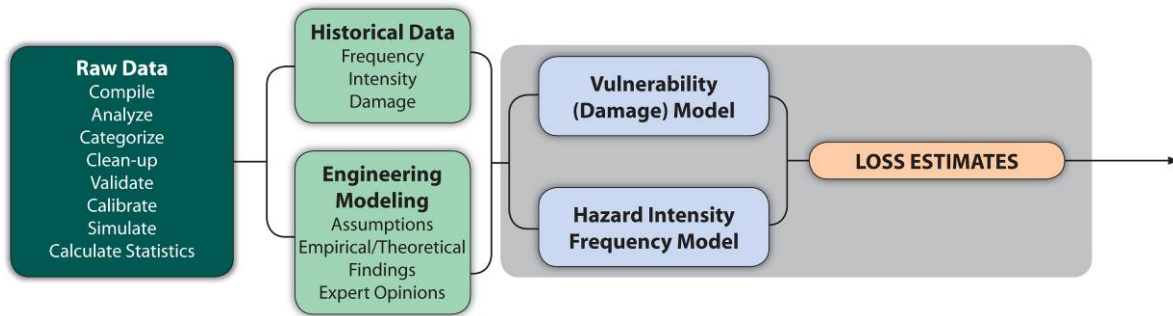 Raw Data
Compile
Analyze
Categorize
Clean-up
Validate
Calibrate
Simulate
Calculate Statistics
Historical Data
Frequency
Intensity
Damage
Engineering
Modeling
Assumptions
Empirical/Theoretical
Findings
Expert Opinions
Vulnerability
(Damage) Model
Hazard Intensity
Frequency Model
LOSS ESTIMATES